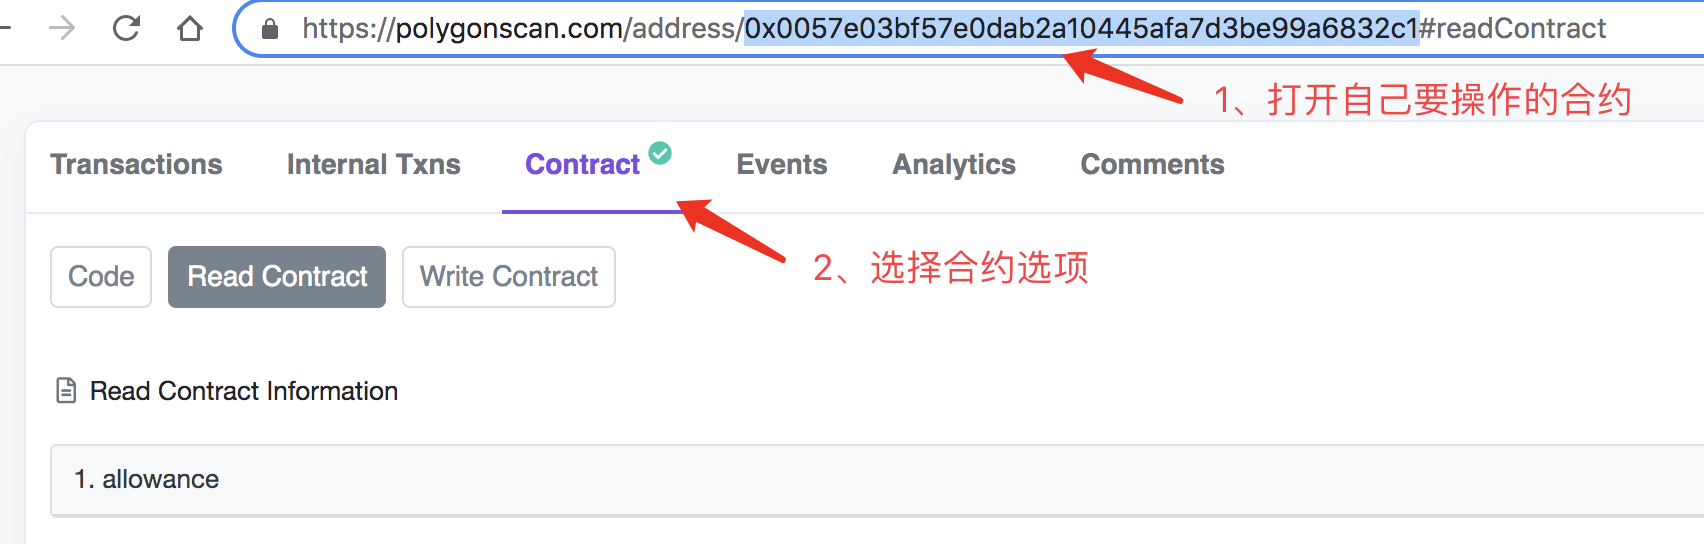 https://polygonscan.com/address/0x0057e03bf57e0dab2a10445afa7d3be99a6832c1#readContract
1、打开自己要操作的合约
Transactions Internal Txns Contract Events Analytics Comments
2、选择合约选项
Code Read Contract Write Contract
Read Contract Information
1. allowance